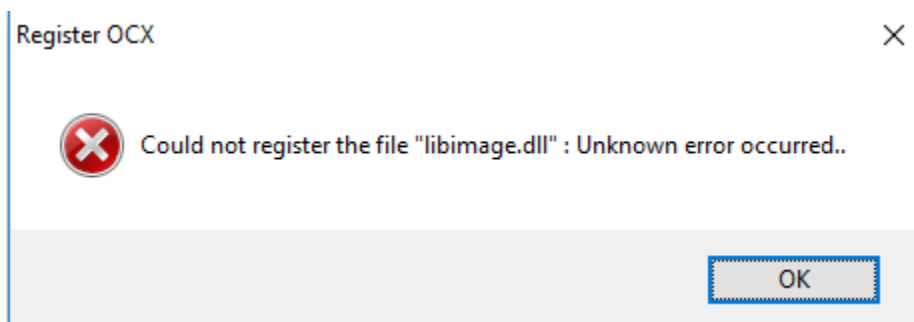 Register OCX
Could not register the file "libimage.dll" : Unknown error occurred..
OK